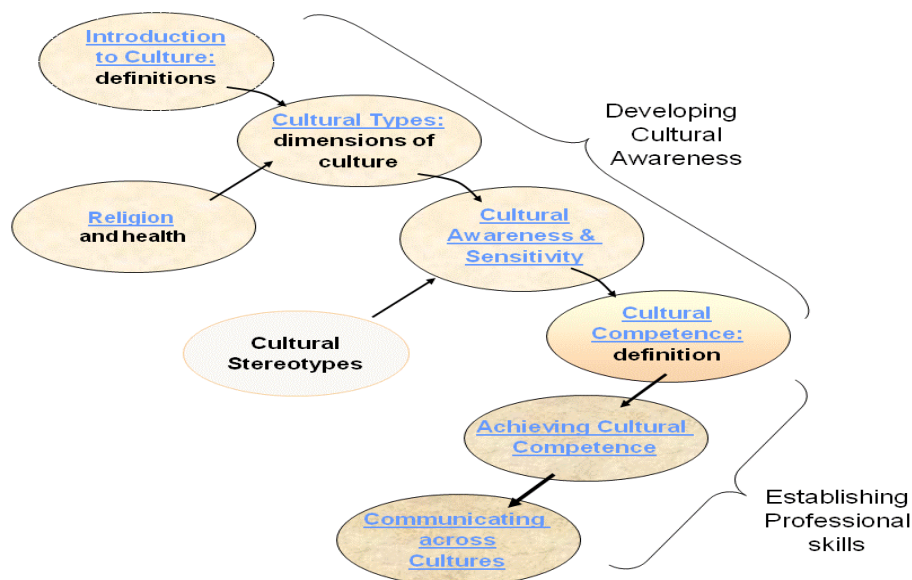 Introduction
to Culture:
definitions
Cultural Types:
dimensions of
culture
Developing
Cultural
Awareness
Religion
and health
Cultural
Awareness &
Sensitivity
Cultural
Stereotypes
Cultural
Competence:
definition
Achieving Cultural
Competence
Establishing
Professional
skills
Communicating
across
Cultures